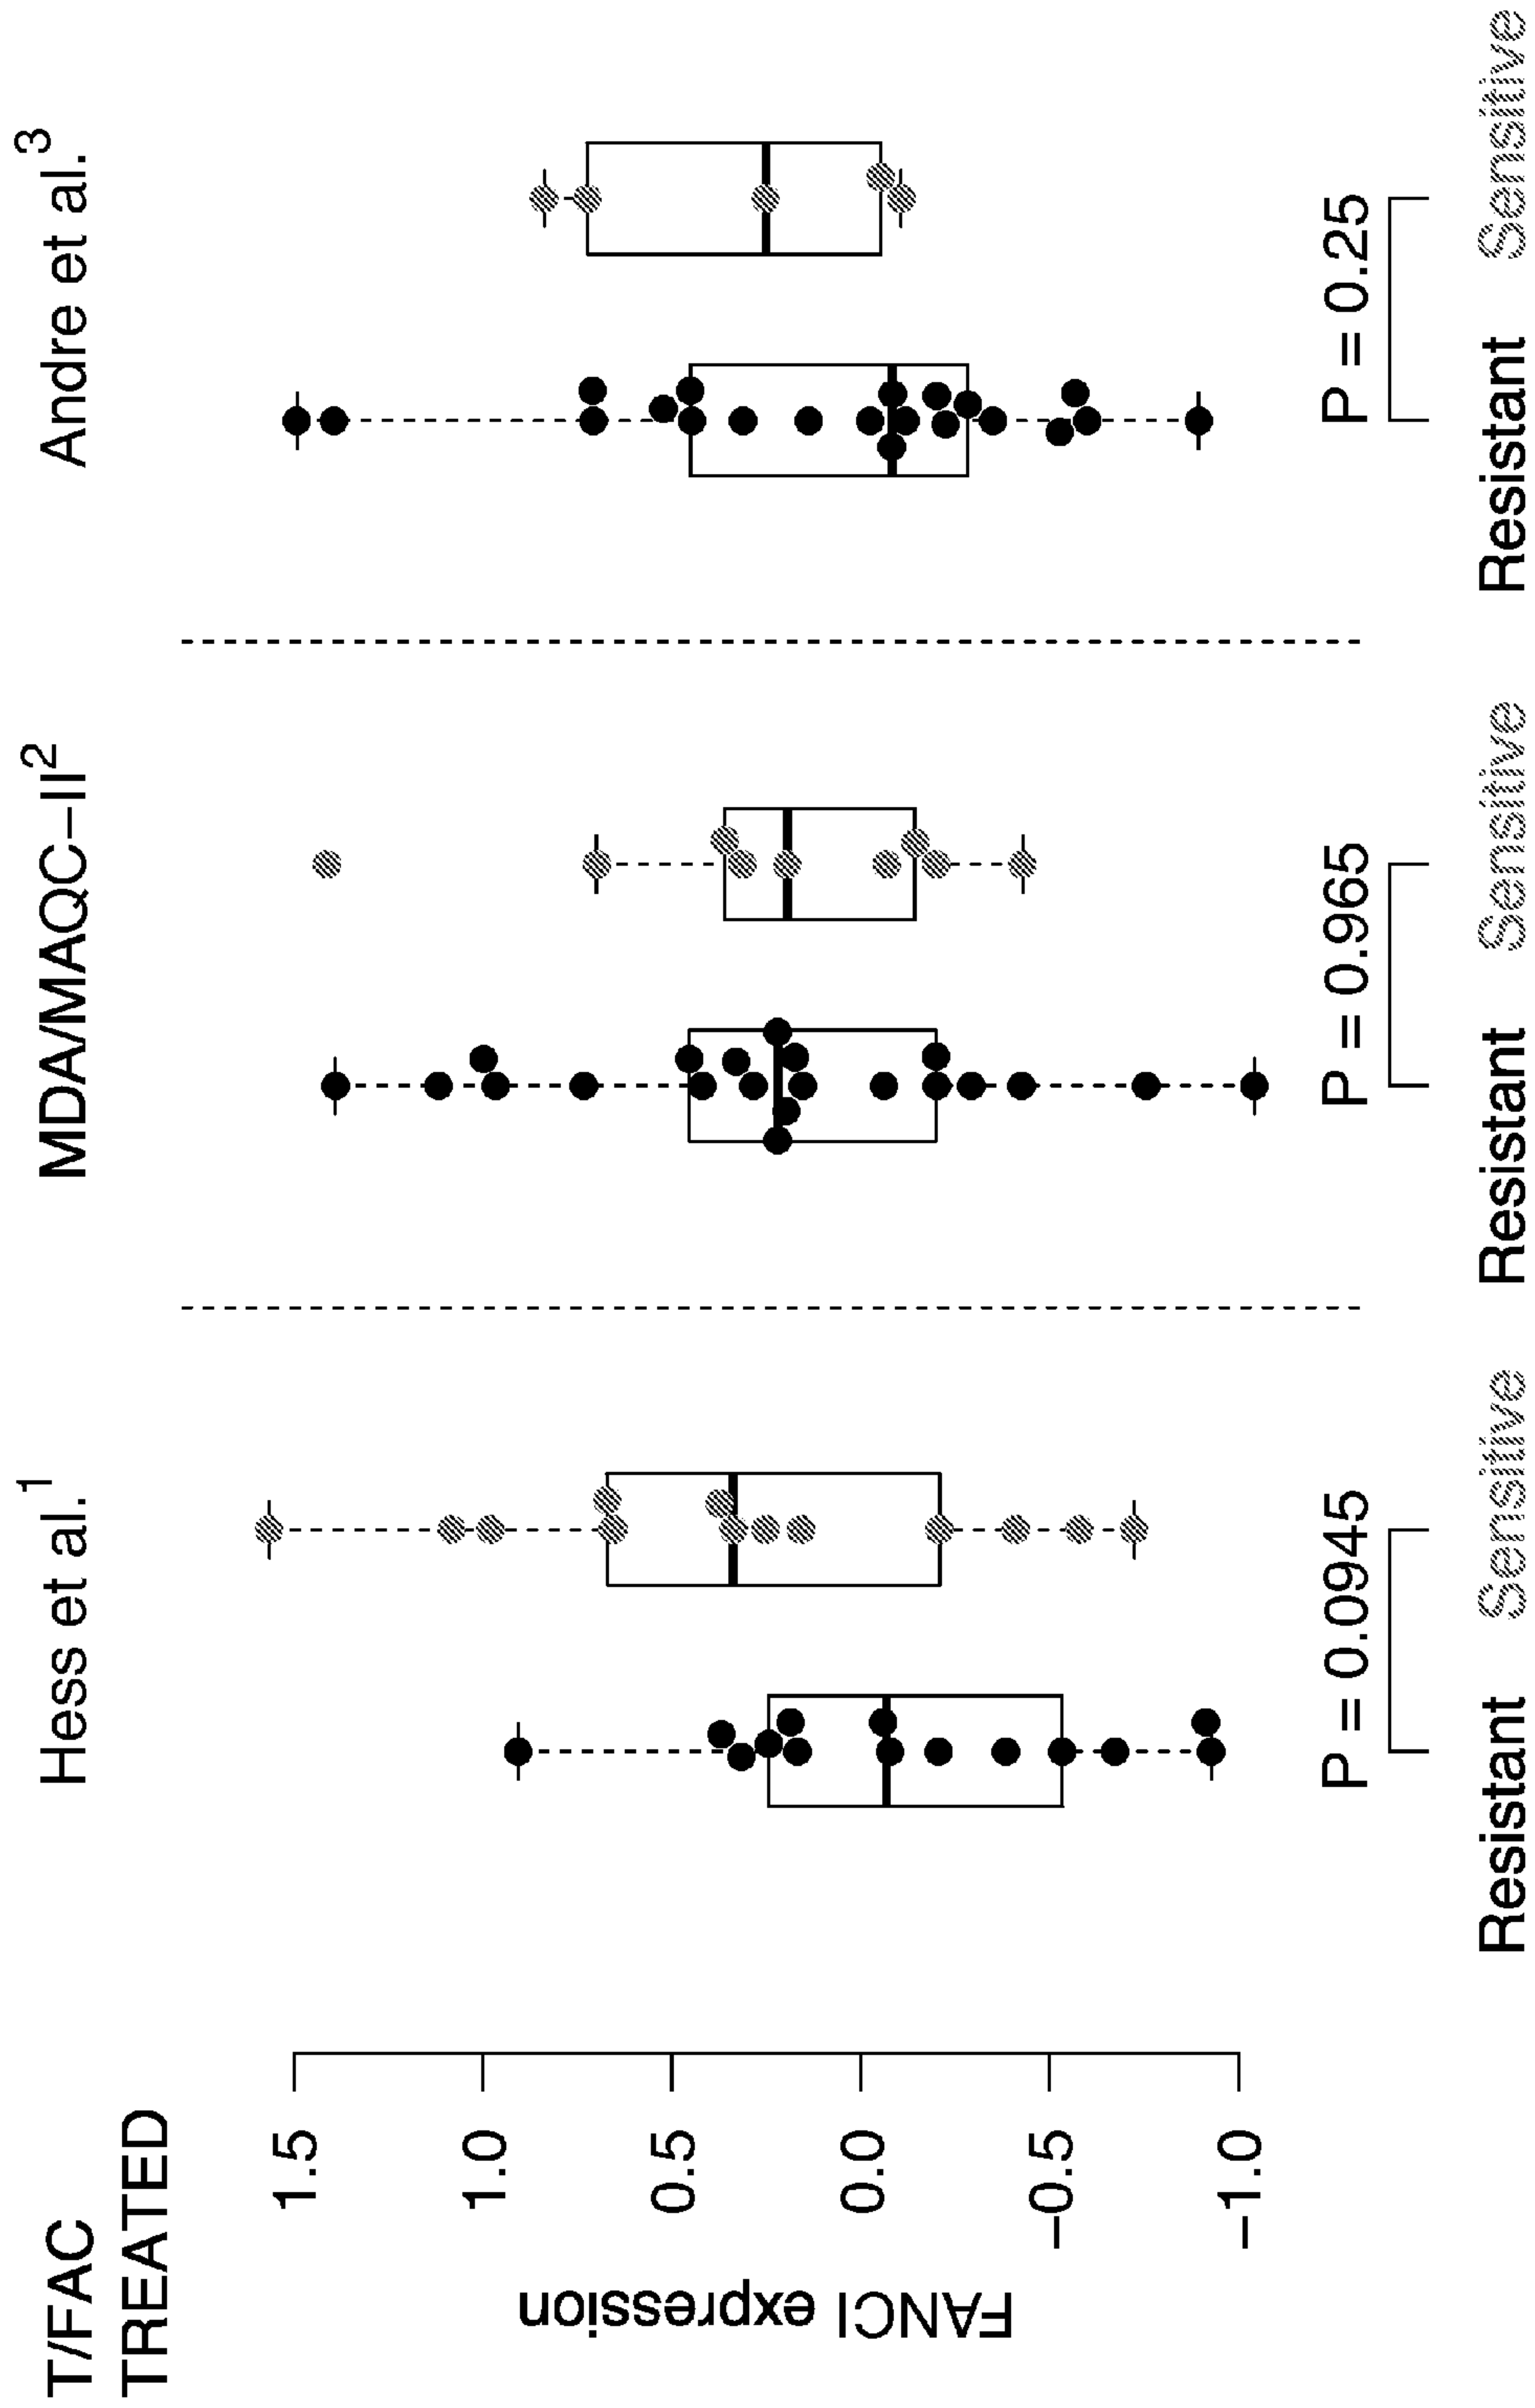 T/FAC
TREATED
Hess et al.1
MDA/MAQC–II2
Andre et al.3
FANCI expression
1.5
1.0
0.5
0.0
−0.5
−1.0
P = 0.0945
P = 0.965
P = 0.25
Resistant Sensitive
Resistant Sensitive
Resistant Sensitive